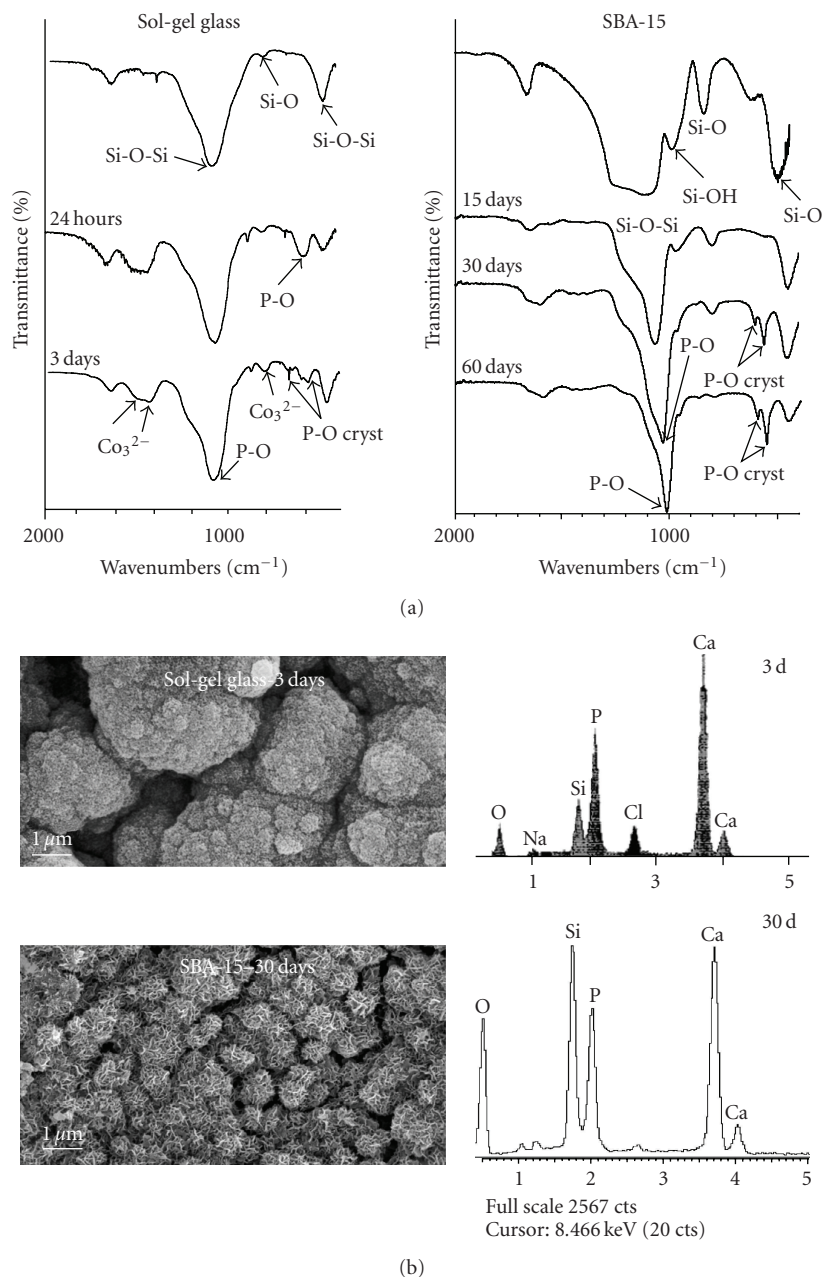 Sol-gel glass
Si-O
Si-O-Si
Si-O-Si
24 hours
P-O
3 days
Co₃²⁻
Co₃²⁻
P-O cryst
P-O
Transmittance (%)
2000
1000
Wavenumbers (cm⁻¹)
SBA-15
Si-O
Si-OH
Si-O
15 days
Si-O-Si
30 days
P-O
P-O cryst
60 days
P-O cryst
P-O
Transmittance (%)
2000
1000
Wavenumbers (cm⁻¹)
(a)
Sol-gel glass-3 days
1 μm
Ca
3 d
P
Si
O
Cl
Ca
Na
1
3
5
SBA-15-30 days
1 μm
30 d
Si
Ca
P
O
Ca
1
2
3
4
5
Full scale 2567 cts
Cursor: 8.466 keV (20 cts)
(b)